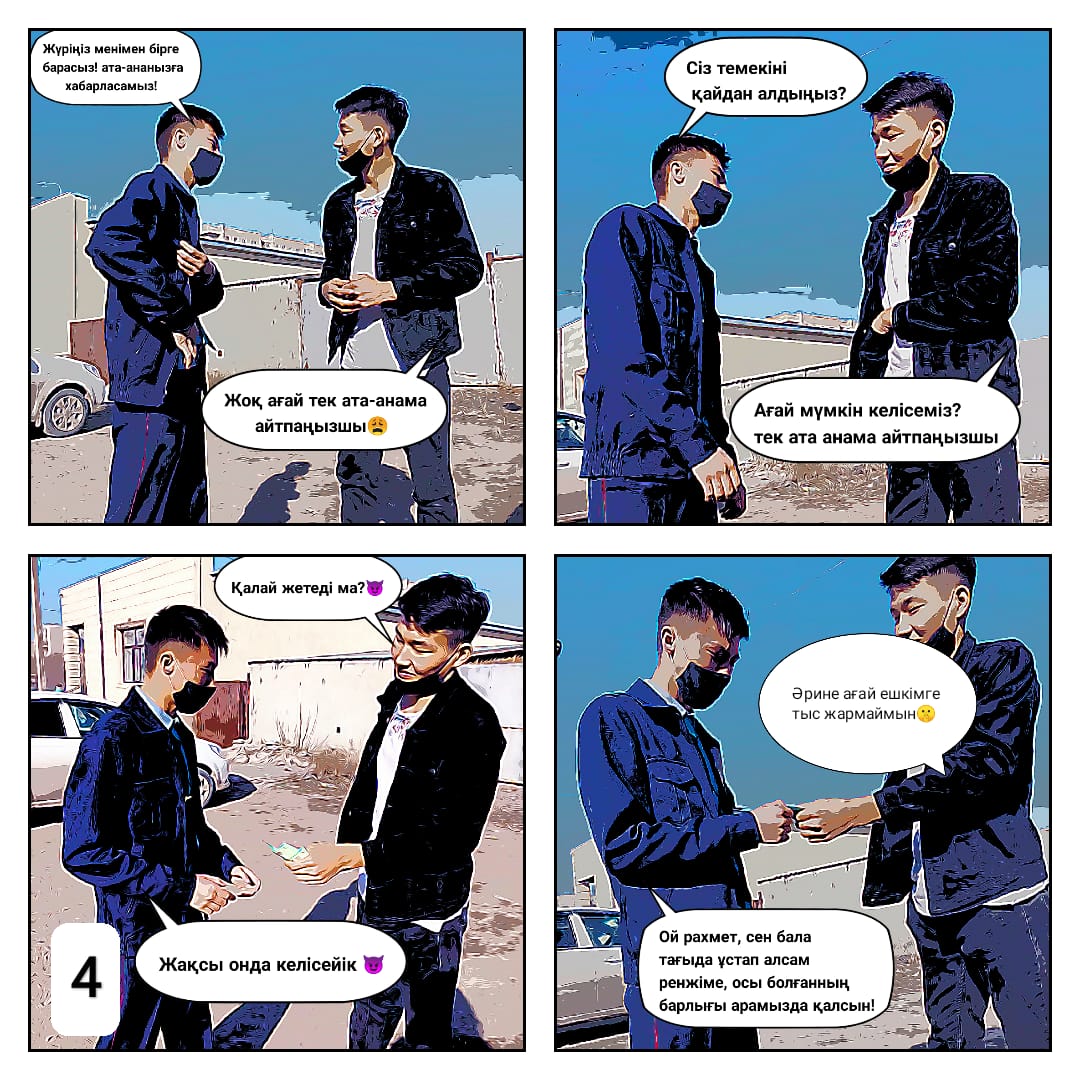 Жүріңіз менімен бірге
барасыз! ата-ананызға
хабарласамыз!
Жоқ ағай тек ата-анама
айтпаңызшы😩
Сіз темекіні
қайдан алдыңыз?
Ағай мүмкін келісеміз?
тек ата анама айтпаңызшы
Қалай жетеді ма?😈
Жақсы онда келісейік 😈
4
Әрине ағай ешкімге
тыс жармаймын🤫
Ой рахмет, сен бала
тағыда ұстап алсам
ренжіме, осы болғанның
барлығы арамызда қалсын!